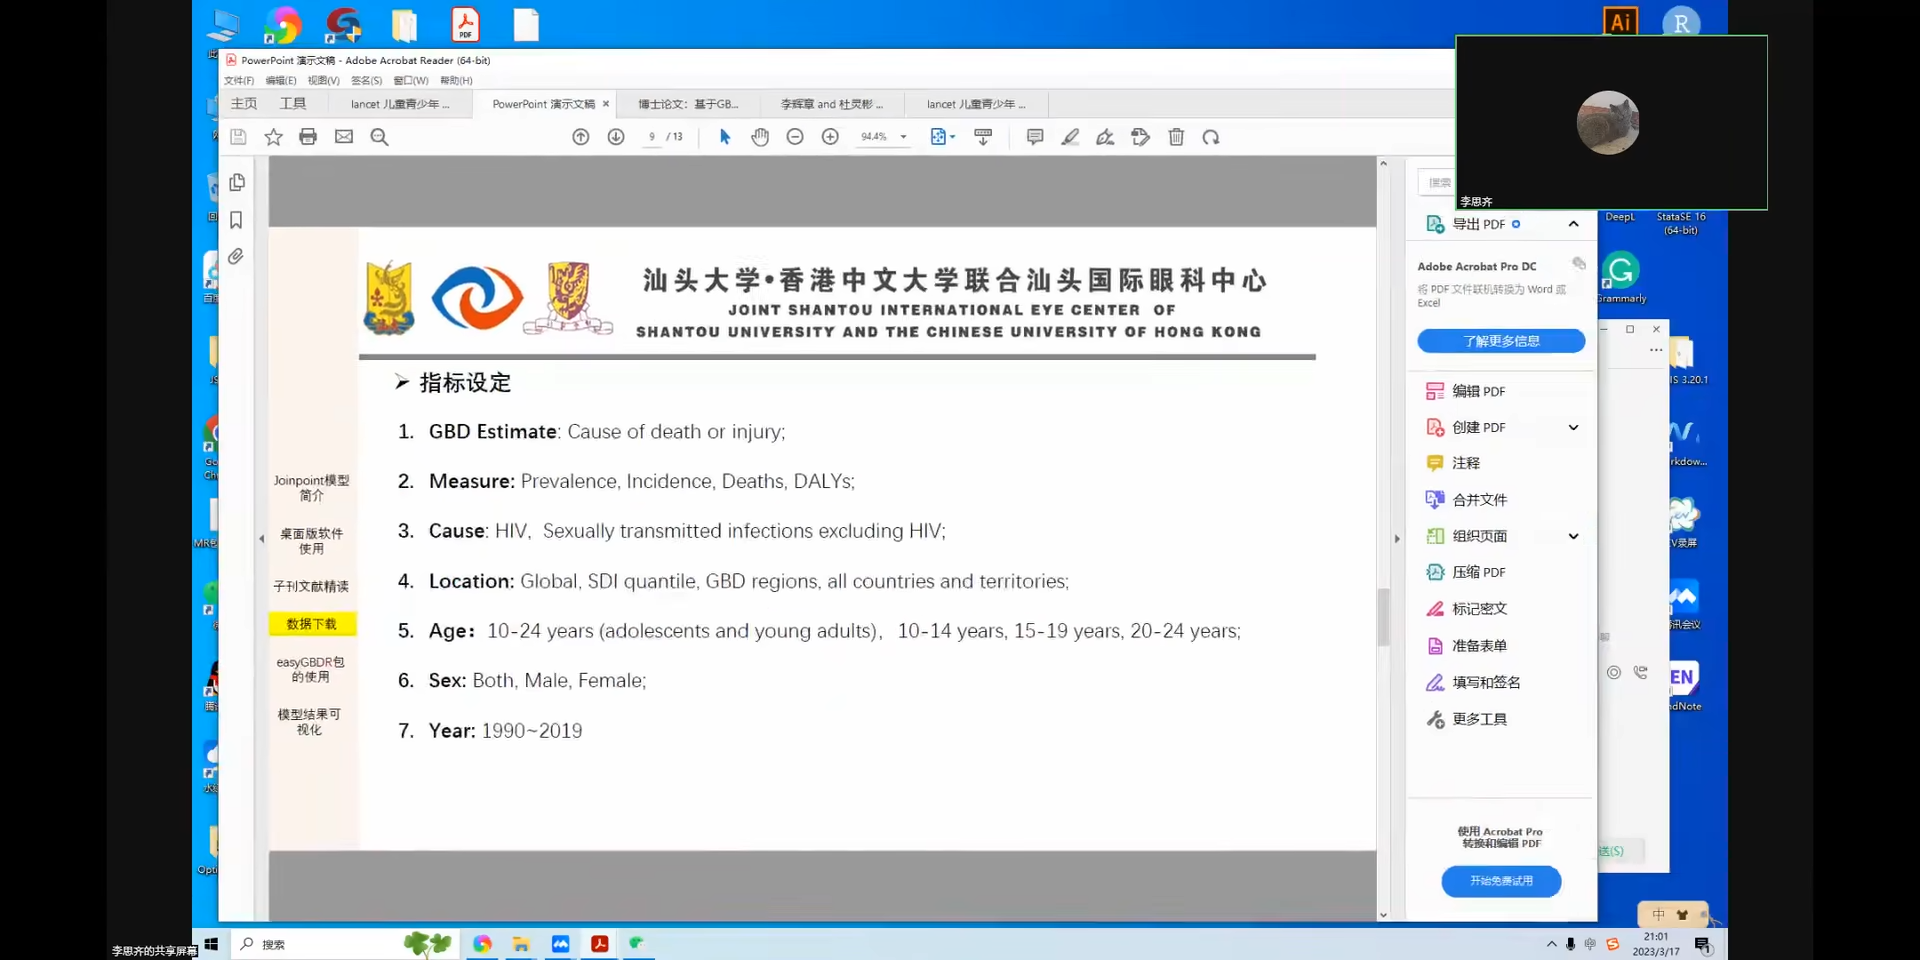 Ai
R
PDF
PowerPoint 演示文稿 - Adobe Acrobat Reader (64-bit)
文件(F) 编辑(E) 视图(V) 签名(S) 窗口(W) 帮助(H)
主页 工具 lancet 儿童青少年 ... PowerPoint 演示文稿 × 博士论文：基于GB... 李辉章 and 杜灵彬 ... lancet 儿童青少年 ...
9 / 13 94.4%
李思齐
DeepL
StataSE 16
(64-bit)
导出 PDF
Adobe Acrobat Pro DC
将 PDF 文件联机转换为 Word 或
Excel
了解更多信息
Grammarly
IS 3.20.1
编辑 PDF
创建 PDF
注释
合并文件
组织页面
压缩 PDF
标记密文
准备表单
填写和签名
更多工具
使用 Acrobat Pro
转换和编辑 PDF
开始免费试用
汕头大学•香港中文大学联合汕头国际眼科中心
JOINT SHANTOU INTERNATIONAL EYE CENTER OF
SHANTOU UNIVERSITY AND THE CHINESE UNIVERSITY OF HONG KONG
➢ 指标设定
1. GBD Estimate: Cause of death or injury;
2. Measure: Prevalence, Incidence, Deaths, DALYs;
3. Cause: HIV, Sexually transmitted infections excluding HIV;
4. Location: Global, SDI quantile, GBD regions, all countries and territories;
5. Age： 10-24 years (adolescents and young adults), 10-14 years, 15-19 years, 20-24 years;
6. Sex: Both, Male, Female;
7. Year: 1990~2019
Joinpoint模型
简介
桌面版软件
使用
子刊文献精读
数据下载
easyGBDR包
的使用
模型结果可
视化
送(S)
EN
ndNote
中
李思齐的共享屏幕
搜索
中
21:01
2023/3/17